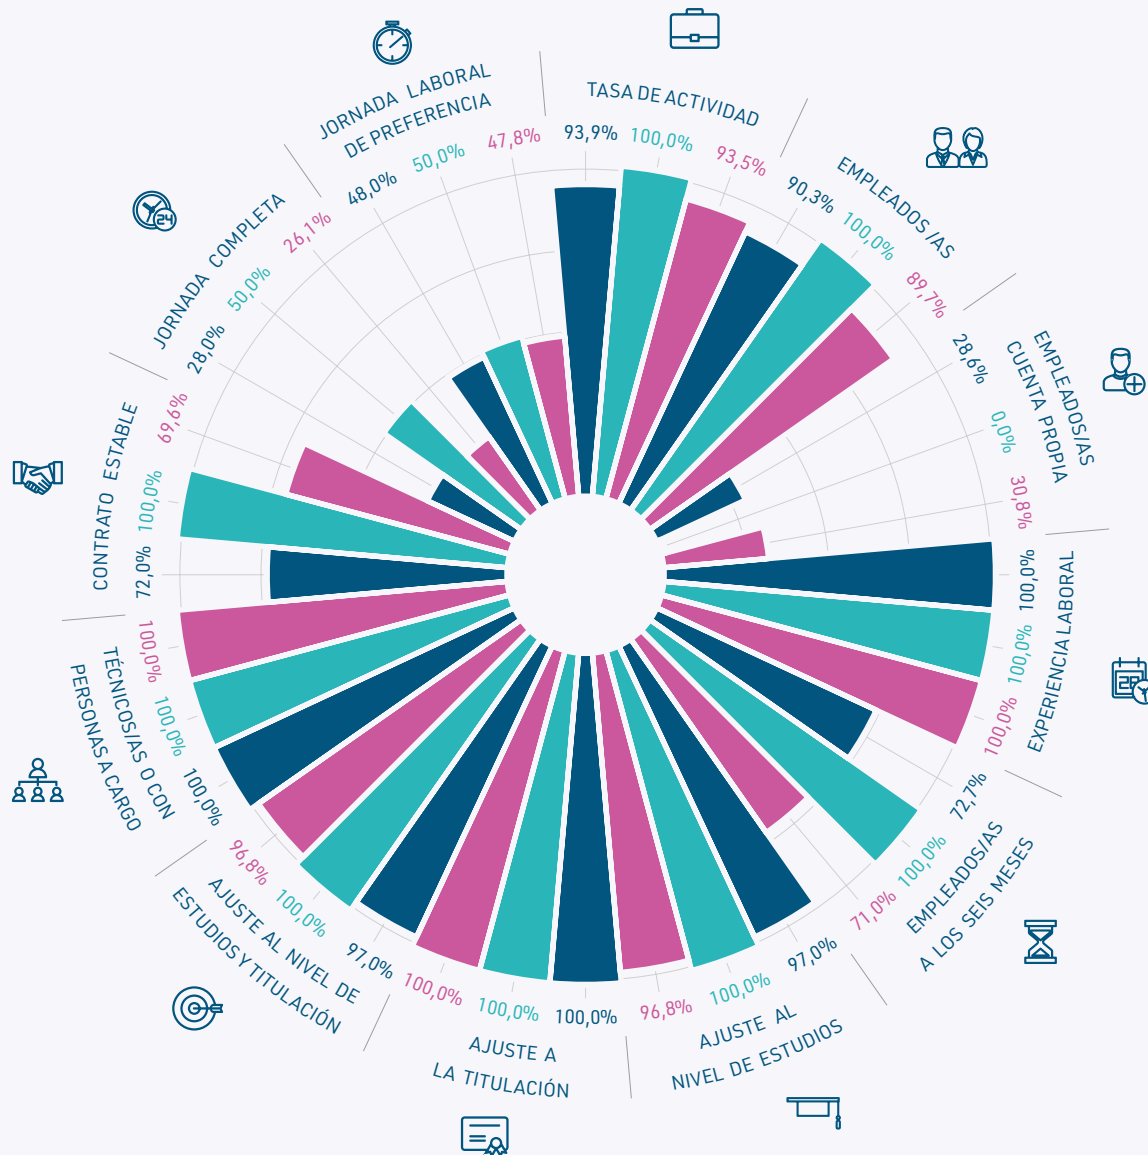 TASA DE ACTIVIDAD
93,9%
100,0%
93,5%
EMPLEADOS /AS
90,3%
100,0%
89,7%
EMPLEADOS/AS
CUENTA PROPIA
28,6%
0,0%
30,8%
EXPERIENCIA LABORAL
100,0%
100,0%
100,0%
EMPLEADOS/AS
A LOS SEIS MESES
72,7%
100,0%
71,0%
AJUSTE AL
NIVEL DE ESTUDIOS
97,0%
100,0%
96,8%
AJUSTE A
LA TITULACIÓN
100,0%
100,0%
100,0%
AJUSTE AL NIVEL DE
ESTUDIOS Y TITULACIÓN
97,0%
100,0%
96,8%
TÉCNICOS/AS O CON
PERSONAS A CARGO
100,0%
100,0%
100,0%
CONTRATO ESTABLE
72,0%
100,0%
69,6%
JORNADA COMPLETA
28,0%
50,0%
26,1%
JORNADA LABORAL
DE PREFERENCIA
48,0%
50,0%
47,8%
24